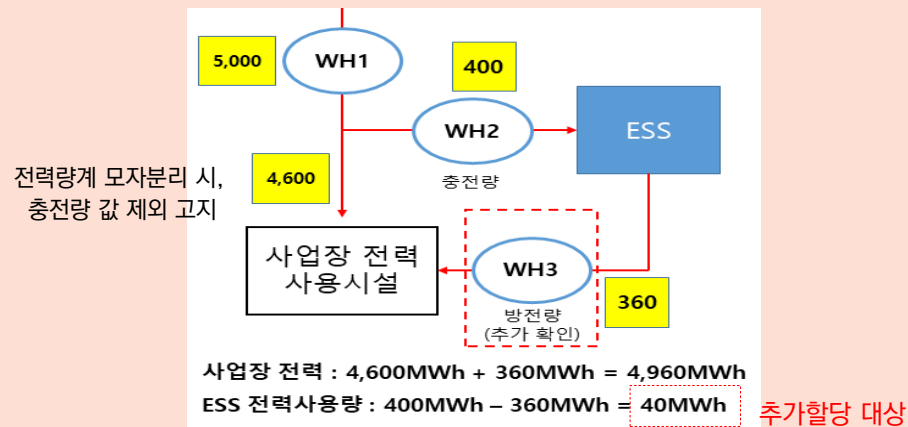 5,000
WH1
400
WH2
ESS
충전량
전력량계 모자분리 시,
충전량 값 제외 고지
4,600
사업장 전력
사용시설
WH3
방전량
(추가 확인)
360
사업장 전력 : 4,600MWh + 360MWh = 4,960MWh
ESS 전력사용량 : 400MWh – 360MWh = 40MWh
추가할당 대상